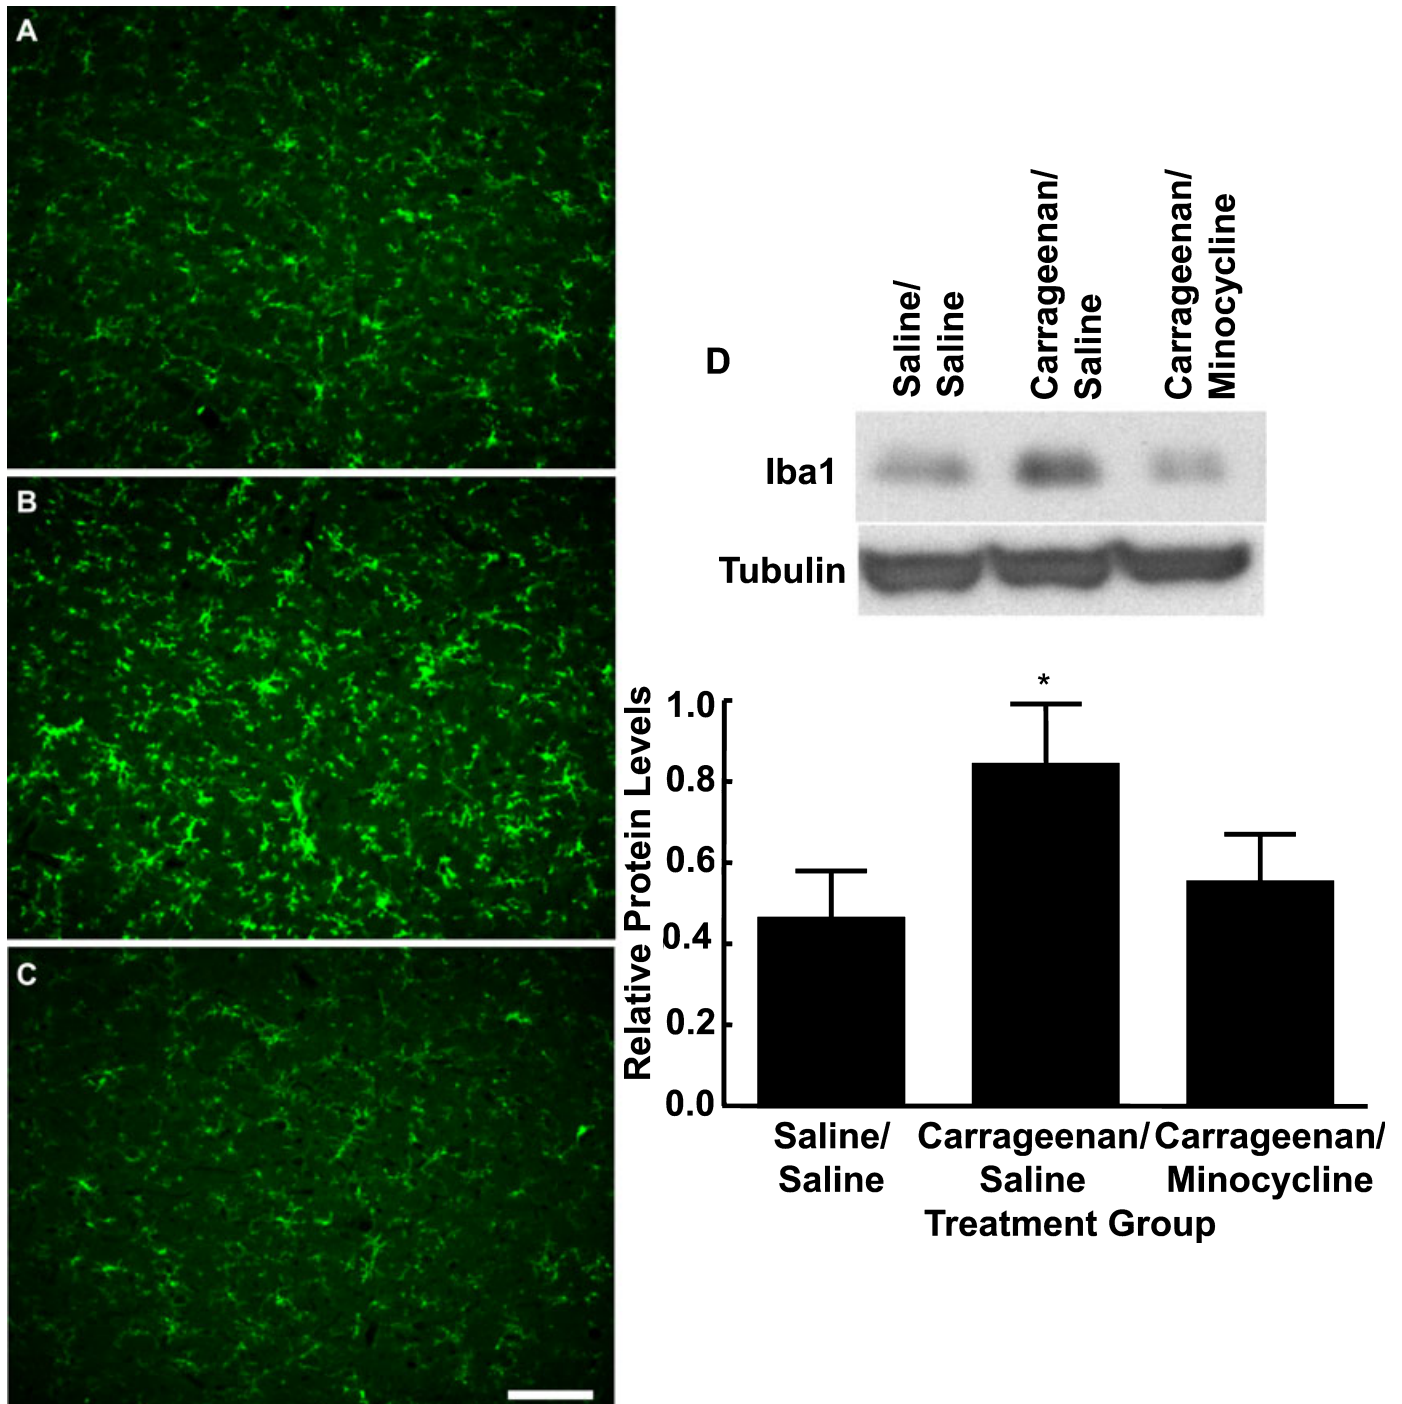 A
B
C
D
Saline/
Saline
Carrageenan/
Saline
Carrageenan/
Minocycline
Iba1
Tubulin
*
Relative Protein Levels
1.0
0.8
0.6
0.4
0.2
0.0
Saline/
Saline
Carrageenan/
Saline
Carrageenan/
Minocycline
Treatment Group